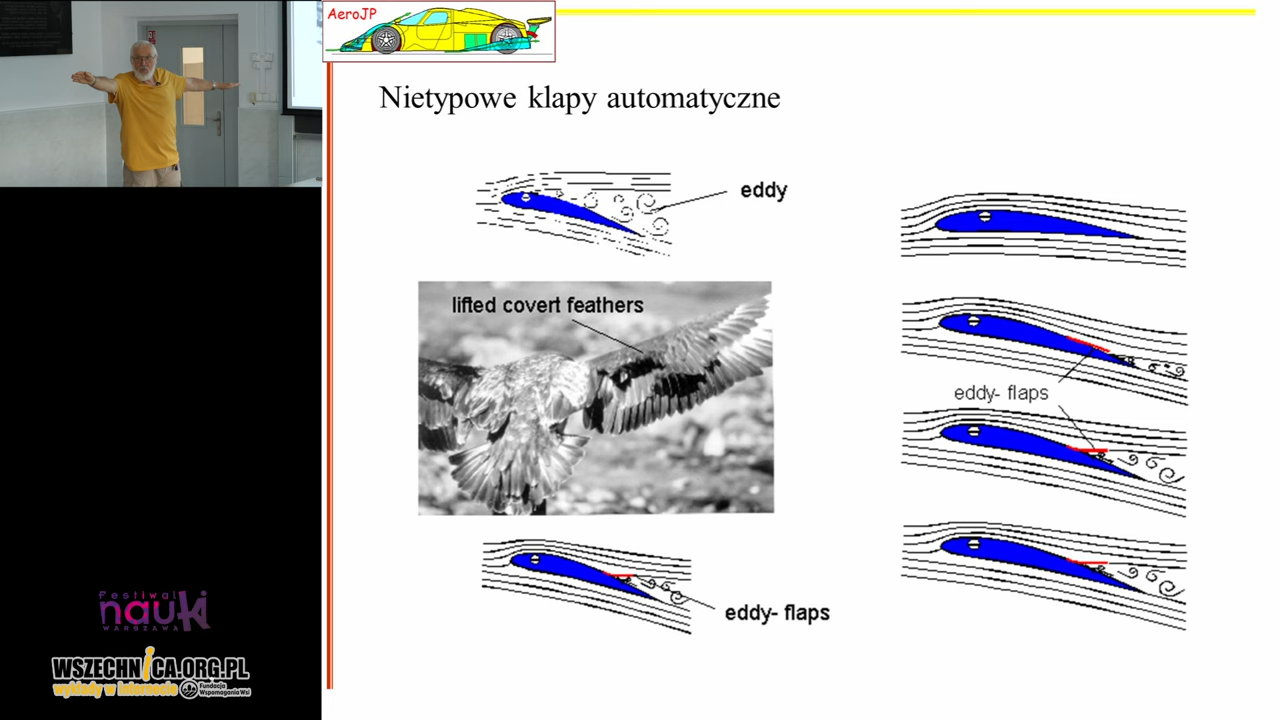 AeroJP
Nietypowe klapy automatyczne
eddy
lifted covert feathers
eddy- flaps
eddy- flaps
Festiwal
nauki
WARSZAWA
WSZECHNICA.ORG.PL
wykłady w internecie
Fundacja
Wspomagania Wsi